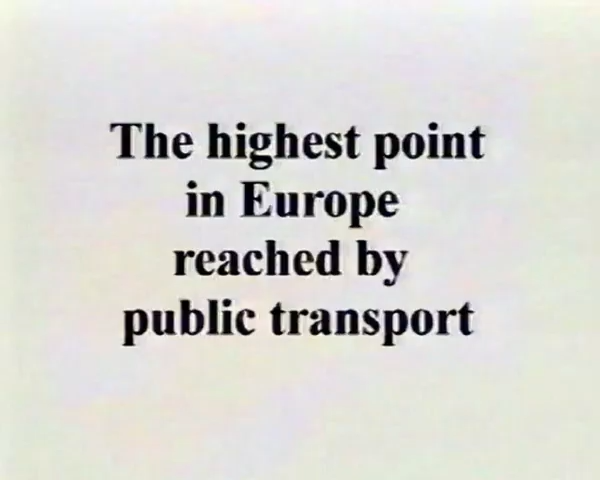 The highest point
in Europe
reached by
public transport